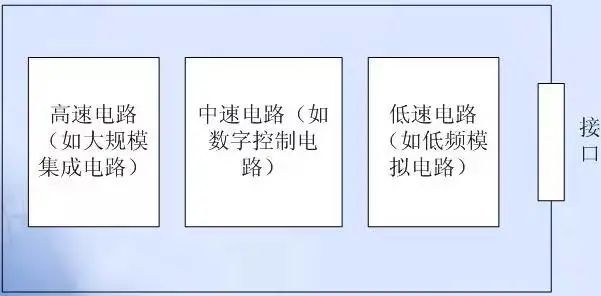 高速电路
（如大规模
集成电路）
中速电路（如
数字控制电
路）
低速电路
（如低频模
拟电路）
接
口